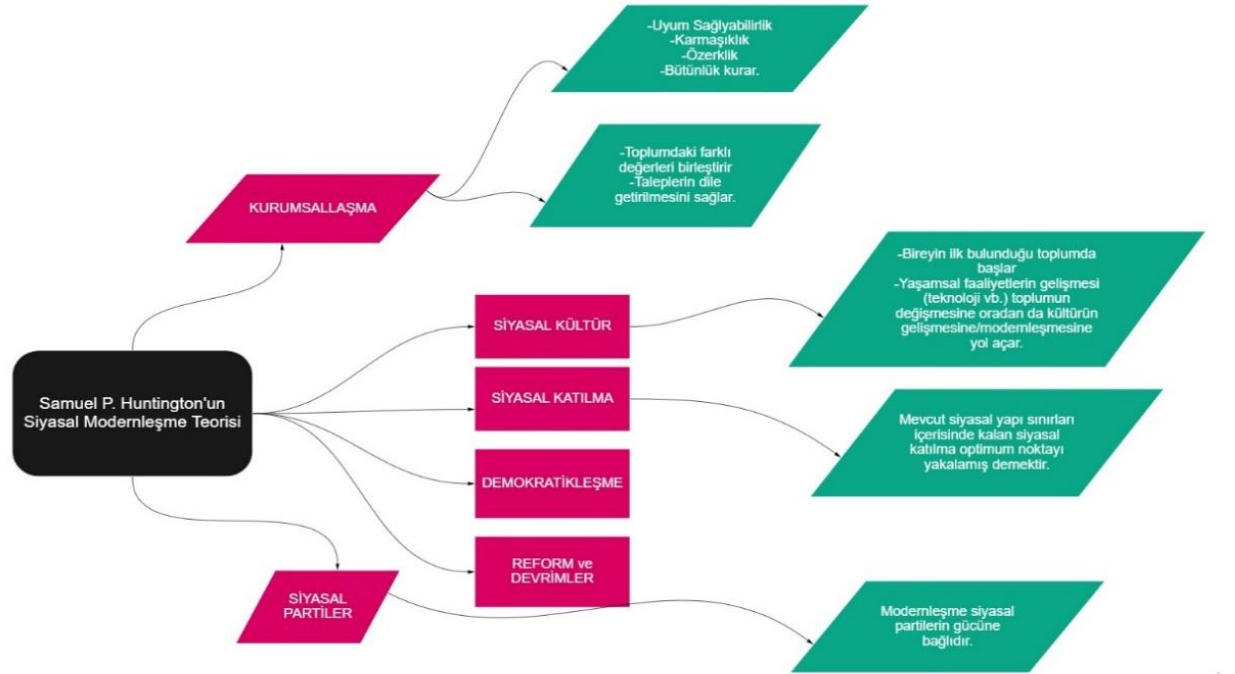 -Uyum Sağlyabilirlik
-Karmaşıklık
-Özerklik
-Bütünlük kurar.
-Toplumdaki farklı
değerleri birleştirir
-Taleplerin dile
getirilmesini sağlar.
KURUMSALLAŞMA
-Bireyin ilk bulunduğu toplumda
başlar
-Yaşamsal faaliyetlerin gelişmesi
(teknoloji vb.) toplumun
değişmesine oradan da kültürün
gelişmesine/modernleşmesine
yol açar.
SİYASAL KÜLTÜR
Samuel P. Huntington'un
Siyasal Modernleşme Teorisi
SİYASAL KATILMA
Mevcut siyasal yapı sınırları
içerisinde kalan siyasal
katılma optimum noktayı
yakalamış demektir.
DEMOKRATİKLEŞME
REFORM ve
DEVRİMLER
SİYASAL
PARTİLER
Modernleşme siyasal
partilerin gücüne
bağlıdır.